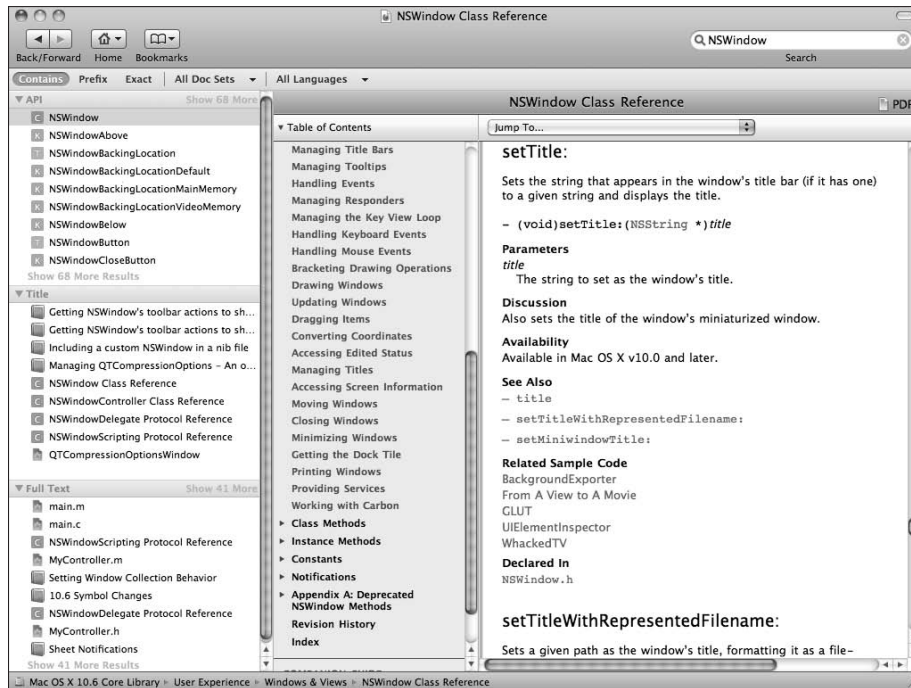 NSWindow Class Reference
Back/Forward Home Bookmarks
NSWindow
Search
Contains Prefix Exact All Doc Sets All Languages
API Show 68 More
NSWindow
NSWindowAbove
NSWindowBackingLocation
NSWindowBackingLocationDefault
NSWindowBackingLocationMainMemory
NSWindowBackingLocationVideoMemory
NSWindowBelow
NSWindowButton
NSWindowCloseButton
Show 68 More Results
Title
Getting NSWindow's toolbar actions to sh...
Getting NSWindow's toolbar actions to sh...
Including a custom NSWindow in a nib file
Managing QTCompressionOptions – An o...
NSWindow Class Reference
NSWindowController Class Reference
NSWindowDelegate Protocol Reference
NSWindowScripting Protocol Reference
QTCompressionOptionsWindow
Full Text Show 41 More
main.m
main.c
NSWindowScripting Protocol Reference
MyController.m
Setting Window Collection Behavior
10.6 Symbol Changes
NSWindowDelegate Protocol Reference
MyController.h
Sheet Notifications
Show 41 More Results
NSWindow Class Reference
PDF
Table of Contents
Jump To...
Managing Title Bars
Managing Tooltips
Handling Events
Managing Responders
Managing the Key View Loop
Handling Keyboard Events
Handling Mouse Events
Bracketing Drawing Operations
Drawing Windows
Updating Windows
Dragging Items
Converting Coordinates
Accessing Edited Status
Managing Titles
Accessing Screen Information
Moving Windows
Closing Windows
Minimizing Windows
Getting the Dock Tile
Printing Windows
Providing Services
Working with Carbon
Class Methods
Instance Methods
Constants
Notifications
Appendix A: Deprecated
NSWindow Methods
Revision History
Index
setTitle:
Sets the string that appears in the window's title bar (if it has one)
to a given string and displays the title.
– (void)setTitle:(NSString *)title
Parameters
title
The string to set as the window's title.
Discussion
Also sets the title of the window's miniaturized window.
Availability
Available in Mac OS X v10.0 and later.
See Also
– title
– setTitleWithRepresentedFilename:
– setMiniwindowTitle:
Related Sample Code
BackgroundExporter
From A View to A Movie
GLUT
UIElementInspector
WhackedTV
Declared In
NSWindow.h
setTitleWithRepresentedFilename:
Sets a given path as the window's title, formatting it as a file-
Mac OS X 10.6 Core Library User Experience Windows & Views NSWindow Class Reference